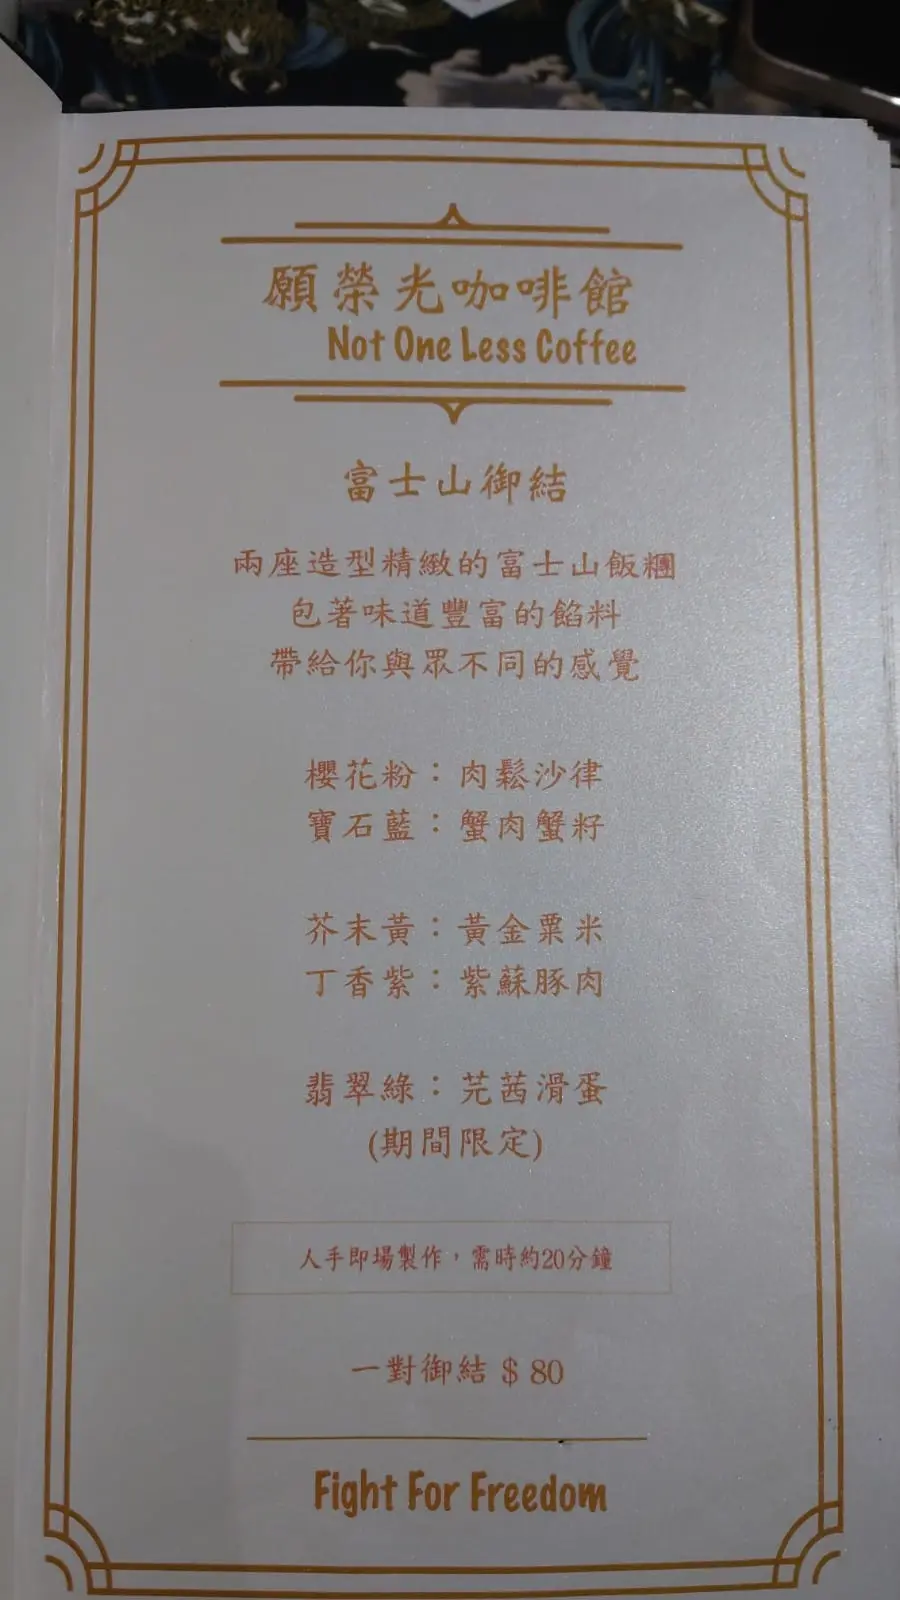 願榮光咖啡館
Not One Less Coffee
富士山御結
兩座造型精緻的富士山飯糰
包著味道豐富的餡料
帶給你與眾不同的感覺
櫻花粉：肉鬆沙律
寶石藍：蟹肉蟹籽
芥末黃：黃金粟米
丁香紫：紫蘇豚肉
翡翠綠：芫茜滑蛋
(期間限定)
人手即場製作，需時約20分鐘
一對御結 $ 80
Fight For Freedom